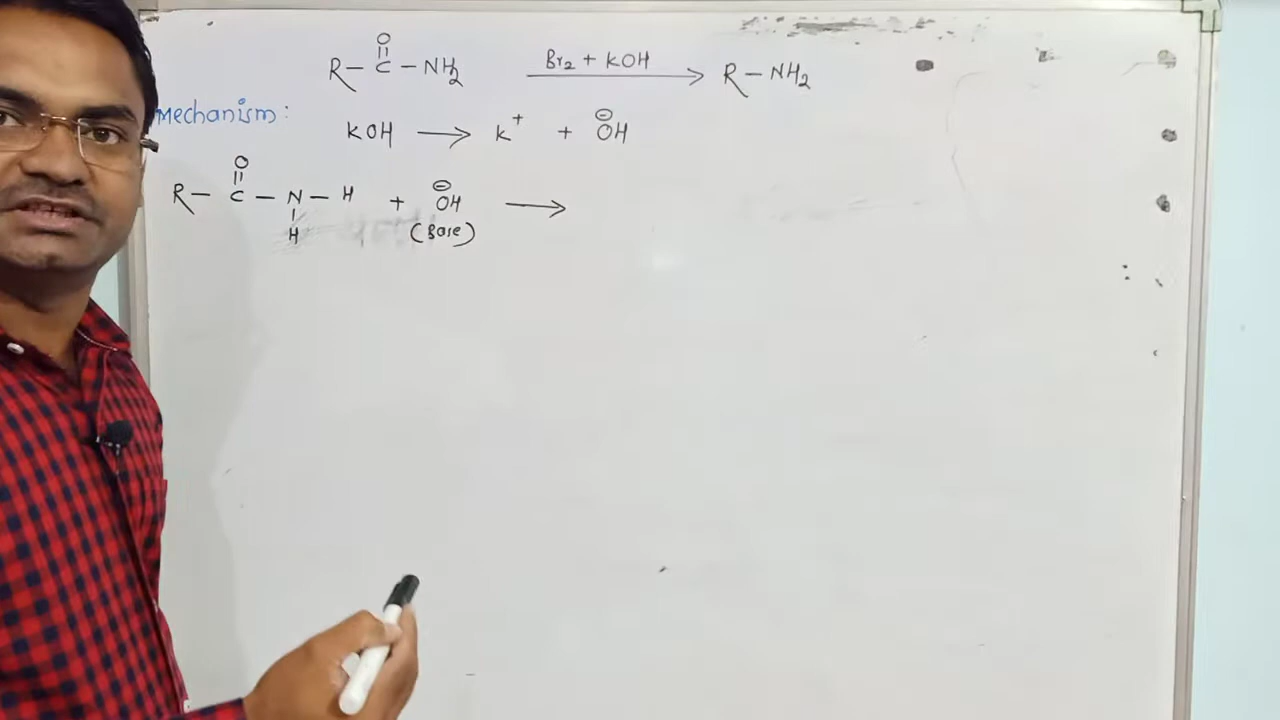 R – C(=O) – NH₂ —Br₂ + KOH→ R – NH₂
Mechanism:
KOH → K⁺ + ⊖OH
R – C(=O) – N(–H) – H + ⊖OH →
(Base)